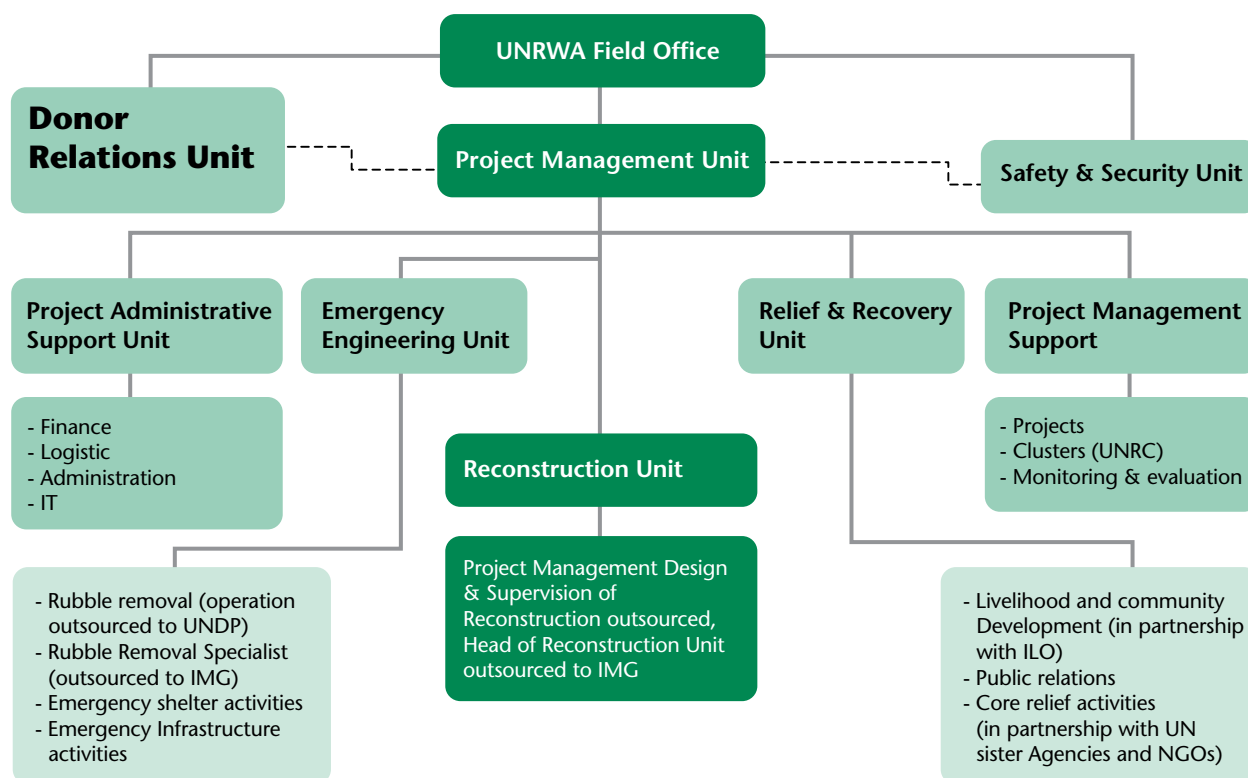 UNRWA Field Office
Donor
Relations Unit
Project Management Unit
Safety & Security Unit
Project Administrative
Support Unit
Emergency
Engineering Unit
Relief & Recovery
Unit
Project Management
Support
- Finance
- Logistic
- Administration
- IT
Reconstruction Unit
- Projects
- Clusters (UNRC)
- Monitoring & evaluation
- Rubble removal (operation
outsourced to UNDP)
- Rubble Removal Specialist
(outsourced to IMG)
- Emergency shelter activities
- Emergency Infrastructure
activities
Project Management Design
& Supervision of
Reconstruction outsourced,
Head of Reconstruction Unit
outsourced to IMG
- Livelihood and community
Development (in partnership
with ILO)
- Public relations
- Core relief activities
(in partnership with UN
sister Agencies and NGOs)